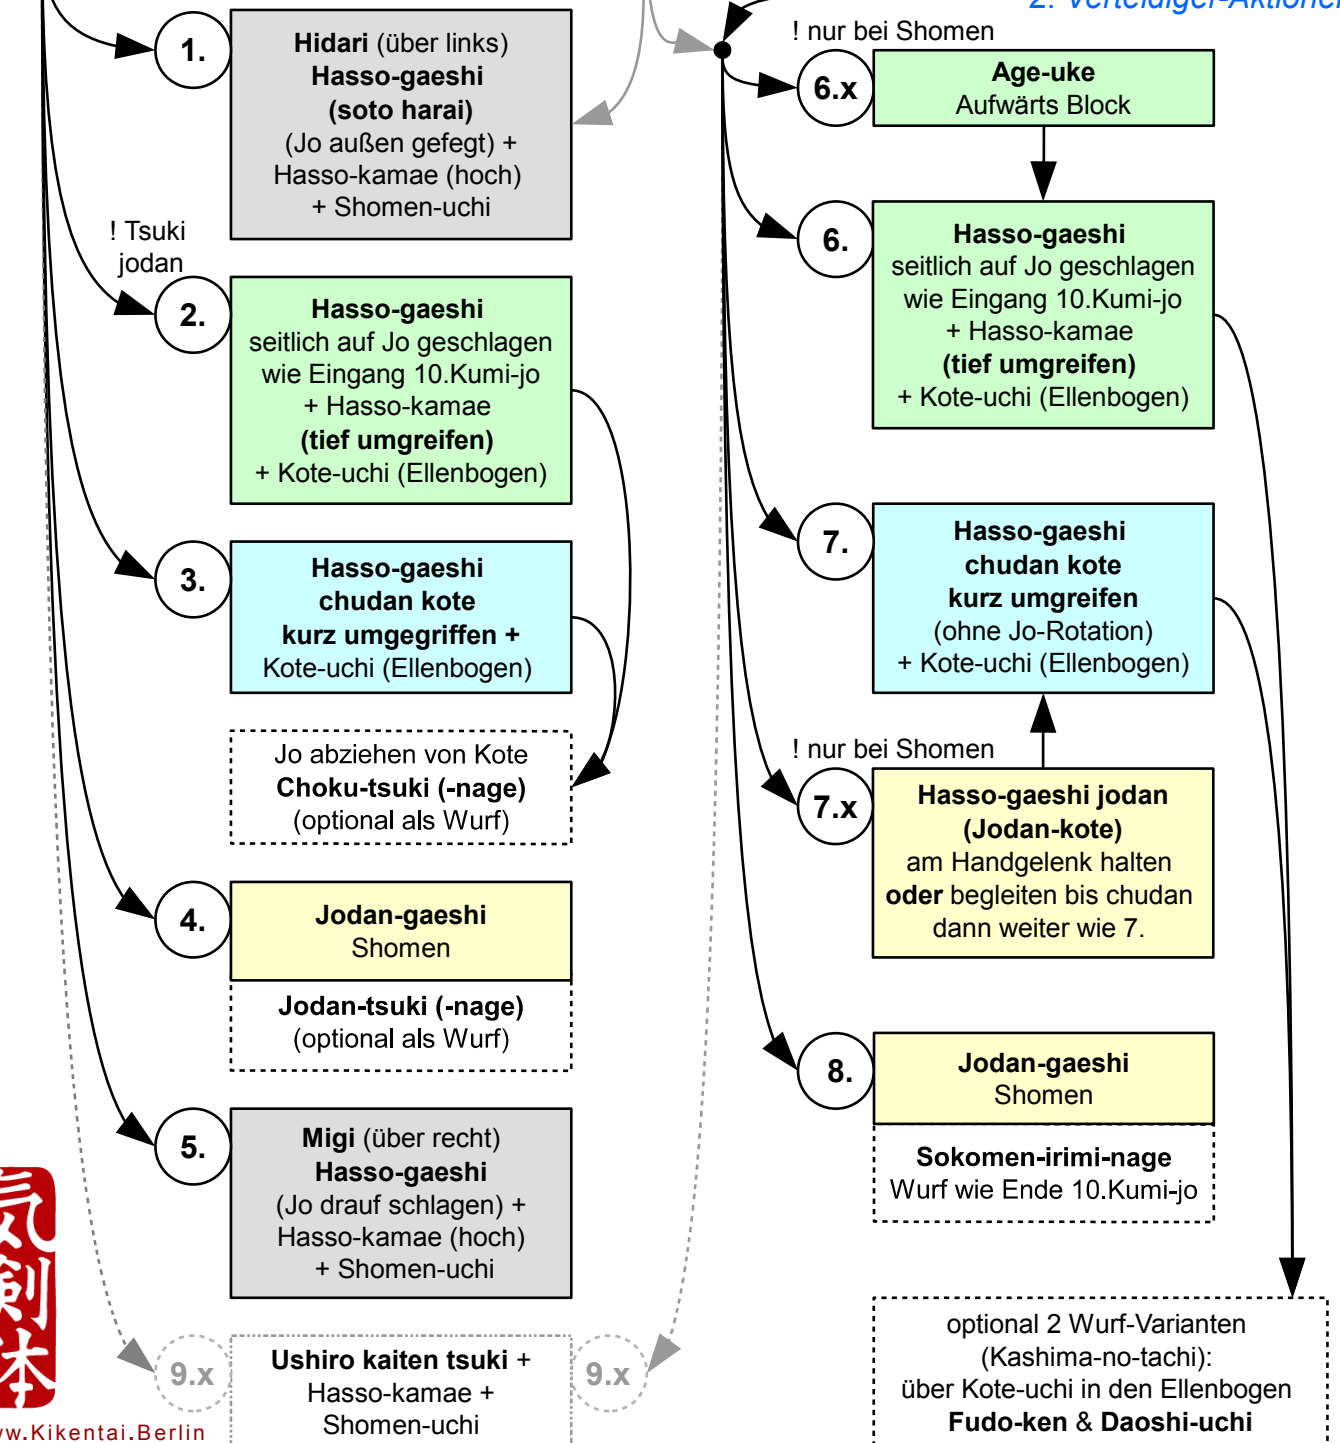 2. Verteidiger-Aktionen
1.
Hidari (über links)
Hasso-gaeshi
(soto harai)
(Jo außen gefegt) +
Hasso-kamae (hoch)
+ Shomen-uchi
! Tsuki
jodan
2.
Hasso-gaeshi
seitlich auf Jo geschlagen
wie Eingang 10.Kumi-jo
+ Hasso-kamae
(tief umgreifen)
+ Kote-uchi (Ellenbogen)
3.
Hasso-gaeshi
chudan kote
kurz umgegriffen +
Kote-uchi (Ellenbogen)
Jo abziehen von Kote
Choku-tsuki (-nage)
(optional als Wurf)
4.
Jodan-gaeshi
Shomen
Jodan-tsuki (-nage)
(optional als Wurf)
5.
Migi (über recht)
Hasso-gaeshi
(Jo drauf schlagen) +
Hasso-kamae (hoch)
+ Shomen-uchi
9.x
Ushiro kaiten tsuki +
Hasso-kamae +
Shomen-uchi
9.x
! nur bei Shomen
6.x
Age-uke
Aufwärts Block
6.
Hasso-gaeshi
seitlich auf Jo geschlagen
wie Eingang 10.Kumi-jo
+ Hasso-kamae
(tief umgreifen)
+ Kote-uchi (Ellenbogen)
7.
Hasso-gaeshi
chudan kote
kurz umgreifen
(ohne Jo-Rotation)
+ Kote-uchi (Ellenbogen)
! nur bei Shomen
7.x
Hasso-gaeshi jodan
(Jodan-kote)
am Handgelenk halten
oder begleiten bis chudan
dann weiter wie 7.
8.
Jodan-gaeshi
Shomen
Sokomen-irimi-nage
Wurf wie Ende 10.Kumi-jo
optional 2 Wurf-Varianten
(Kashima-no-tachi):
über Kote-uchi in den Ellenbogen
Fudo-ken & Daoshi-uchi
気
剣
体
ww.Kikentai.Berlin